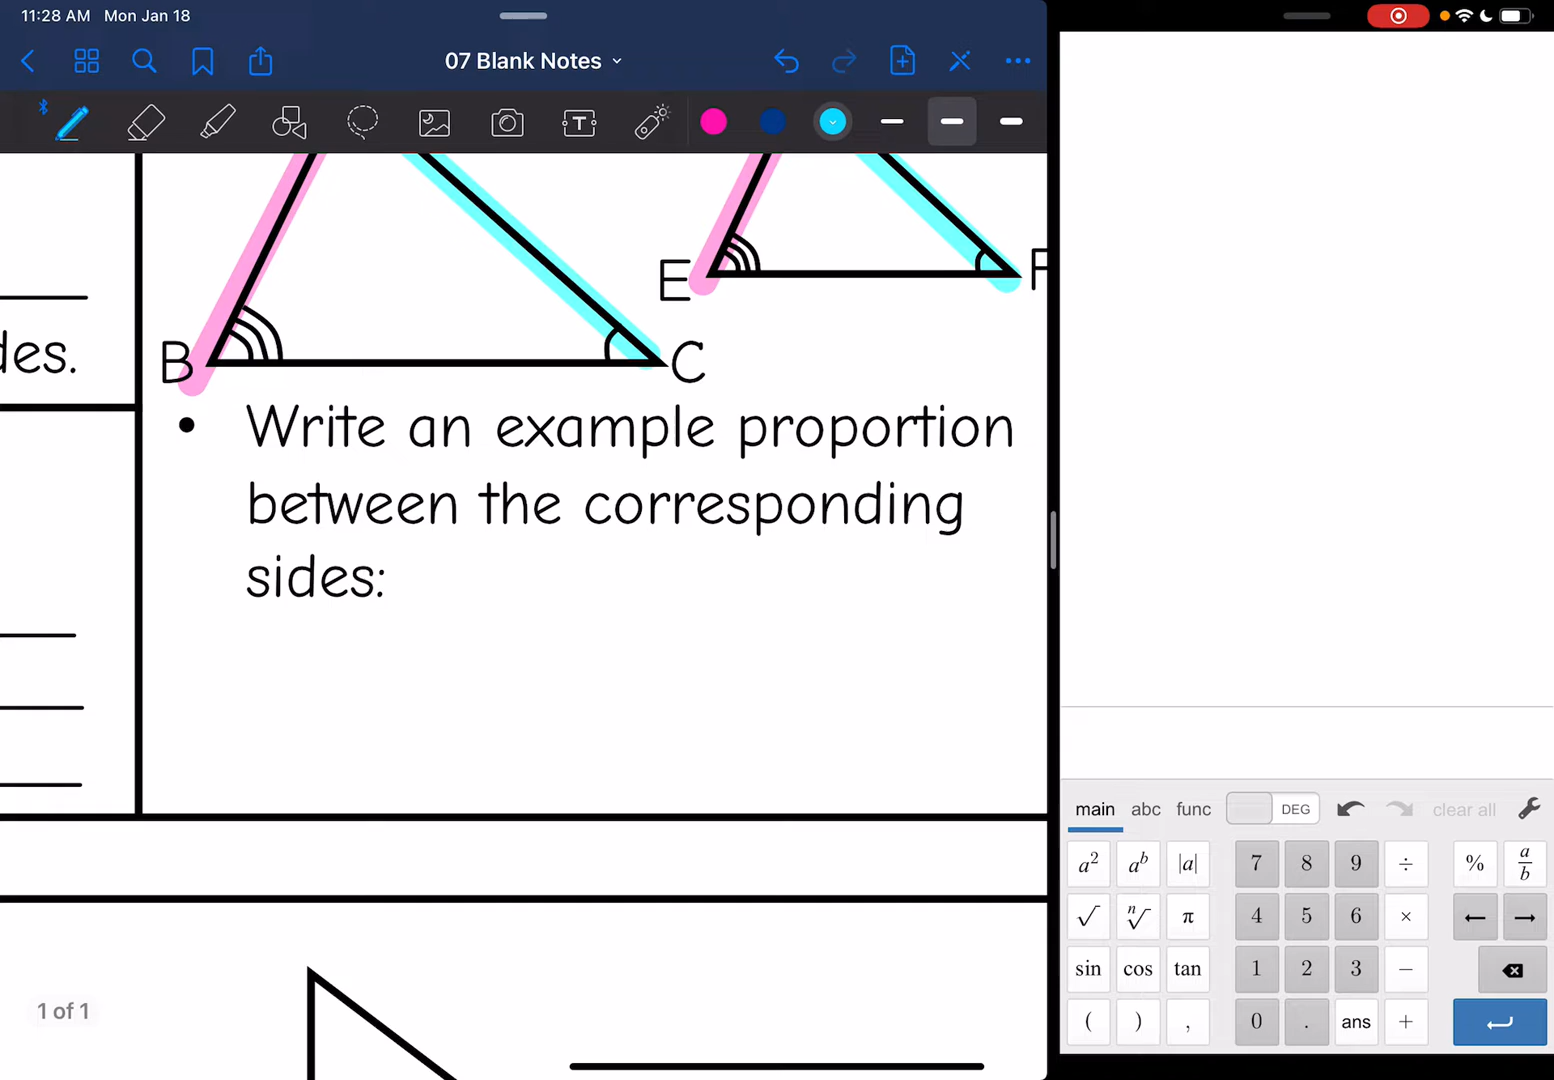 11:28 AM Mon Jan 18
07 Blank Notes
T
E
F
des.
B
C
• Write an example proportion
between the corresponding
sides:
main abc func DEG clear all
a² aᵇ |a| 7 8 9 ÷ % a/b
√ ⁿ√ π 4 5 6 × ← →
sin cos tan 1 2 3 −
( ) , 0 . ans +
1 of 1